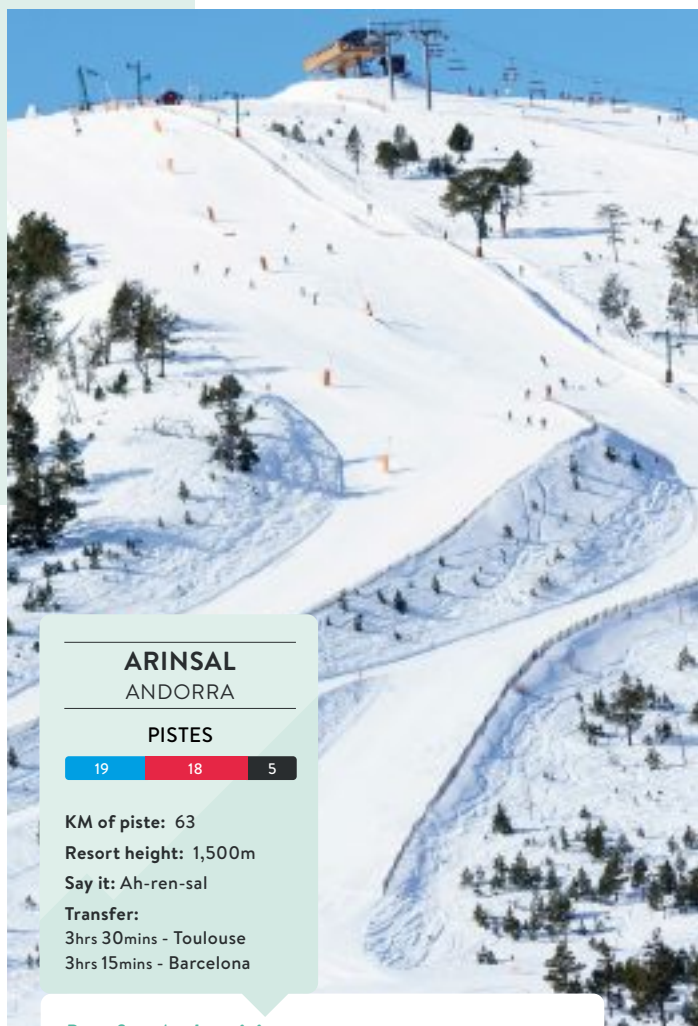 ARINSAL
ANDORRA
PISTES
19 18 5
KM of piste: 63
Resort height: 1,500m
Say it: Ah-ren-sal
Transfer:
3hrs 30mins - Toulouse
3hrs 15mins - Barcelona